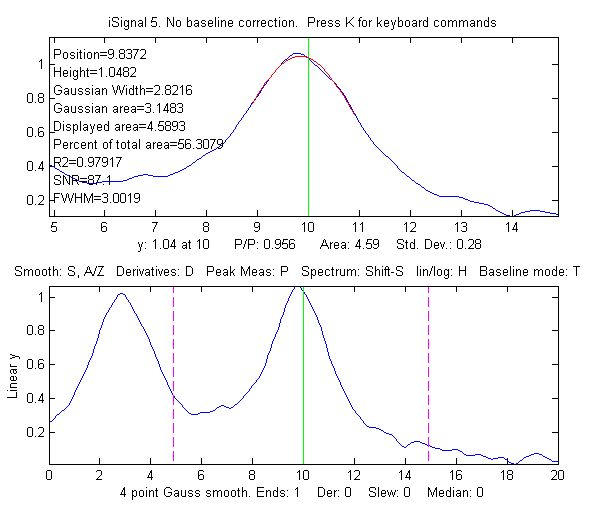 iSignal 5. No baseline correction. Press K for keyboard commands
Position=9.8372
Height=1.0482
Gaussian Width=2.8216
Gaussian area=3.1483
Displayed area=4.5893
Percent of total area=56.3079
R2=0.97917
SNR=87.1
FWHM=3.0019
1
0.8
0.6
0.4
0.2
5 6 7 8 9 10 11 12 13 14
y: 1.04 at 10 P/P: 0.956 Area: 4.59 Std. Dev.: 0.28
Smooth: S, A/Z Derivatives: D Peak Meas: P Spectrum: Shift-S lin/log: H Baseline mode: T
Linear y
1
0.8
0.6
0.4
0.2
0 2 4 6 8 10 12 14 16 18 20
4 point Gauss smooth. Ends: 1 Der: 0 Slew: 0 Median: 0